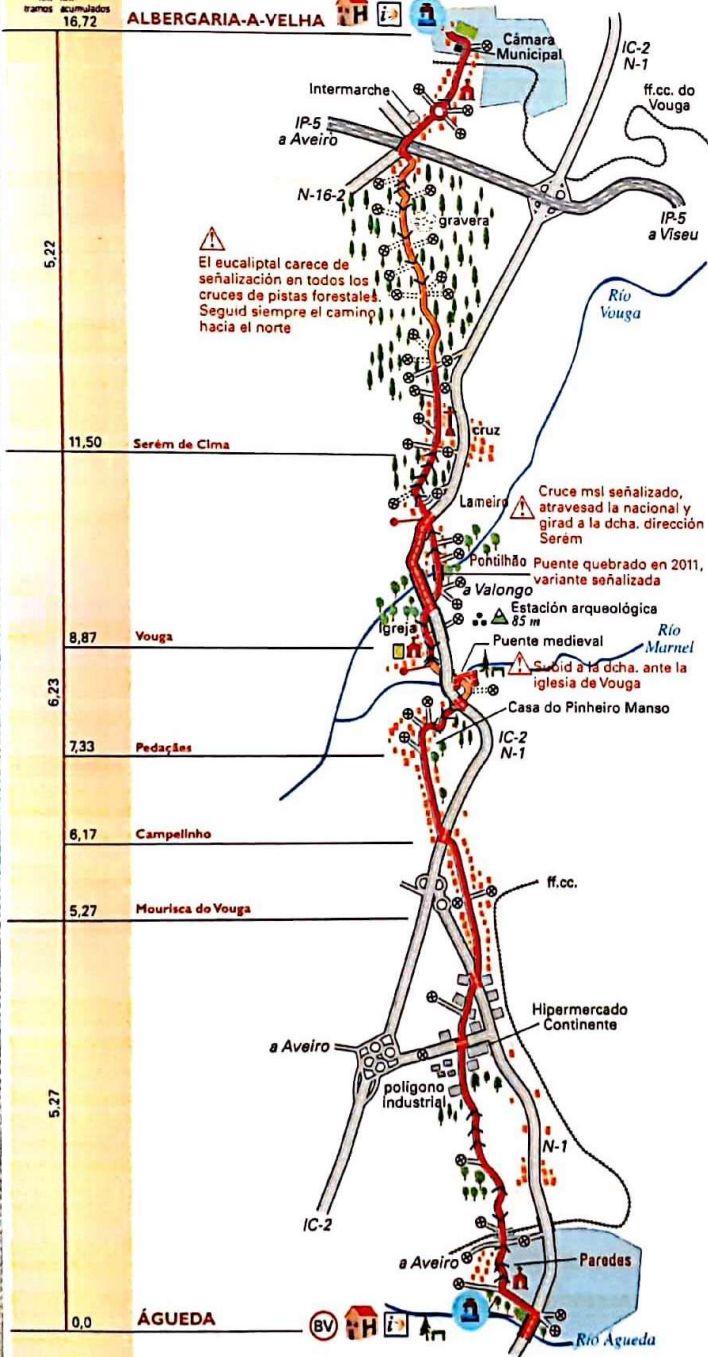 tramos acumulados
16,72 ALBERGARIA-A-VELHA H i
Cámara
Municipal
IC-2
N-1
Intermarche
ff.cc. do
Vouga
IP-5
a Aveiro
N-16-2
gravera
IP-5
a Viseu
5,22
El eucaliptal carece de
señalización en todos los
cruces de pistas forestales.
Seguid siempre el camino
hacia el norte
Río
Vouga
cruz
11,50 Serém de Cima
Lameiro
Cruce msl señalizado,
atravesad la nacional y
girad a la dcha. dirección
Serém
Pontilhão
Puente quebrado en 2011,
variante señalizada
a Valongo
Estación arqueológica
85 m
Igreja
8,87 Vouga
Puente medieval
Río
Marnel
Subid a la dcha. ante la
iglesia de Vouga
6,23
Casa do Pinheiro Manso
IC-2
N-1
7,33 Pedaçães
6,17 Campelinho
ff.cc.
5,27 Mourisca do Vouga
Hipermercado
Continente
a Aveiro
polígono
industrial
5,27
N-1
IC-2
a Aveiro
Paredes
0,0 ÁGUEDA BV H i
Río Agueda